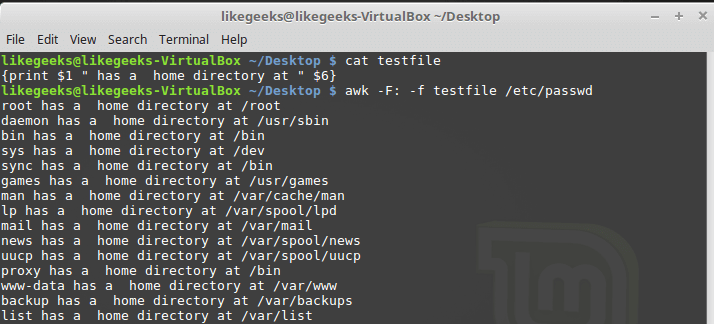 likegeeks@likegeeks-VirtualBox ~/Desktop
File Edit View Search Terminal Help
likegeeks@likegeeks-VirtualBox ~/Desktop $ cat testfile
{print $1 " has a  home directory at " $6}
likegeeks@likegeeks-VirtualBox ~/Desktop $ awk -F: -f testfile /etc/passwd
root has a  home directory at /root
daemon has a  home directory at /usr/sbin
bin has a  home directory at /bin
sys has a  home directory at /dev
sync has a  home directory at /bin
games has a  home directory at /usr/games
man has a  home directory at /var/cache/man
lp has a  home directory at /var/spool/lpd
mail has a  home directory at /var/mail
news has a  home directory at /var/spool/news
uucp has a  home directory at /var/spool/uucp
proxy has a  home directory at /bin
www-data has a  home directory at /var/www
backup has a  home directory at /var/backups
list has a  home directory at /var/list